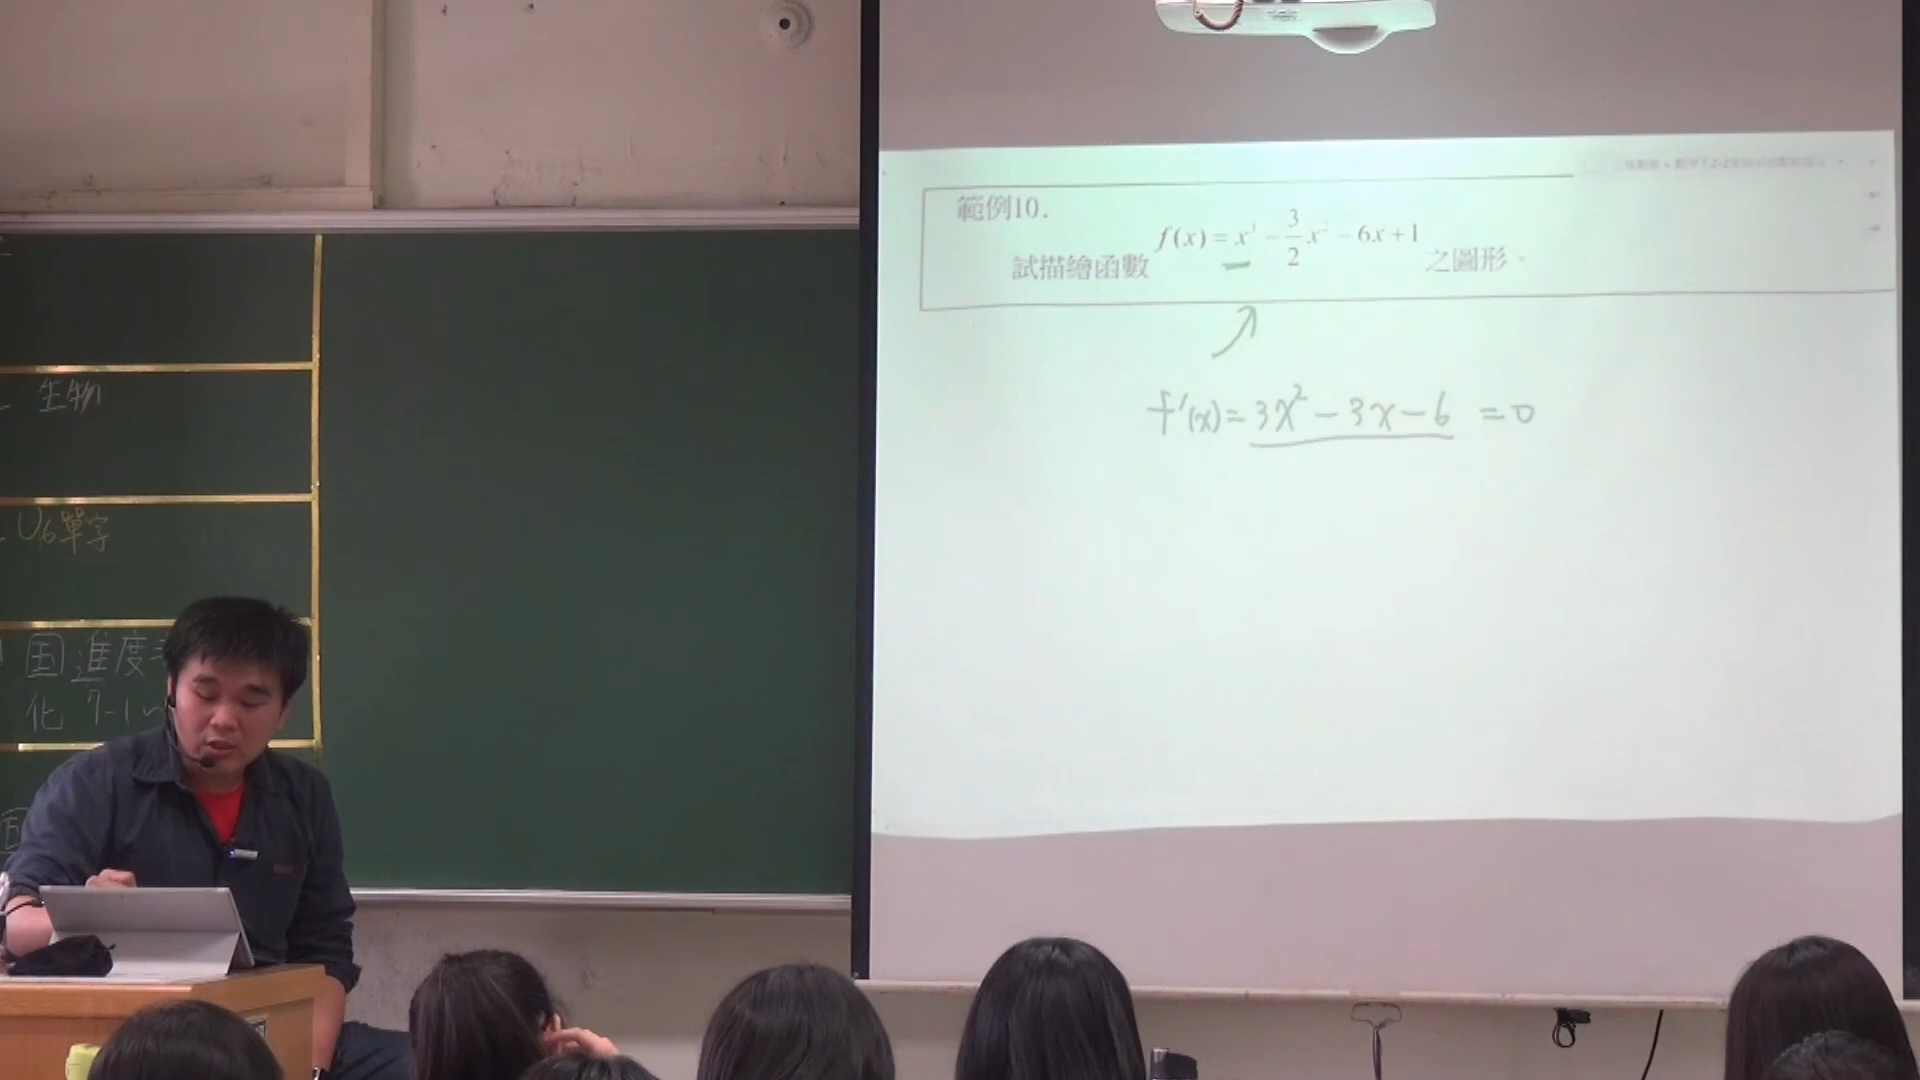 生物
U6單字
国進度
化 7-1
範例10.
試描繪函數 f(x) = x³ - 3/2 x² - 6x + 1 之圖形。
f'(x) = 3x² - 3x - 6 = 0